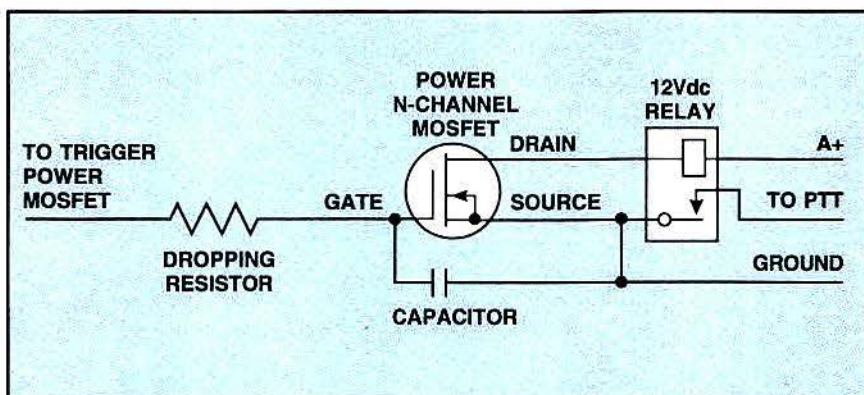 POWER
N-CHANNEL
MOSFET
12Vdc
RELAY
TO TRIGGER
POWER
MOSFET
DRAIN
A+
GATE
SOURCE
TO PTT
DROPPING
RESISTOR
GROUND
CAPACITOR